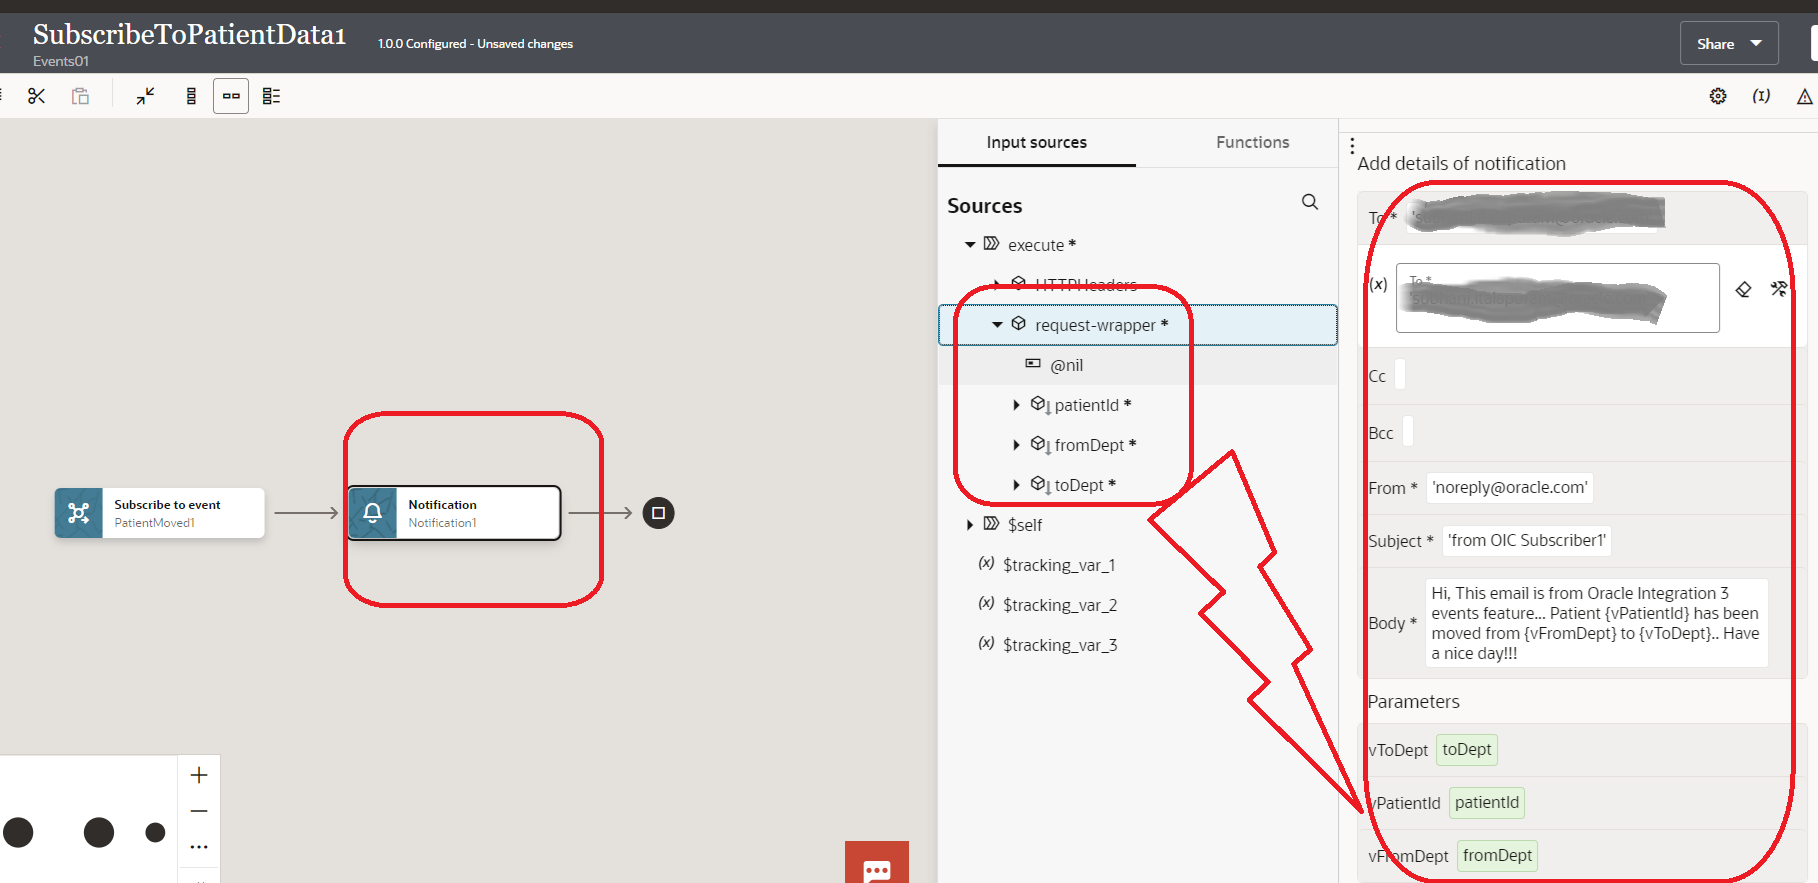 SubscribeToPatientData1
1.0.0 Configured - Unsaved changes
Share
Events01
(I)
Input sources
Functions
Sources
execute *
HTTPHeaders
request-wrapper *
@nil
patientId *
fromDept *
toDept *
$self
(x) $tracking_var_1
(x) $tracking_var_2
(x) $tracking_var_3
Subscribe to event
PatientMoved1
Notification
Notification1
Add details of notification
To *
(x)
To *
Cc
Bcc
From * 'noreply@oracle.com'
Subject * 'from OIC Subscriber1'
Body *
Hi, This email is from Oracle Integration 3
events feature... Patient {vPatientId} has been
moved from {vFromDept} to {vToDept}.. Have
a nice day!!!
Parameters
vToDept toDept
vPatientId patientId
vFromDept fromDept